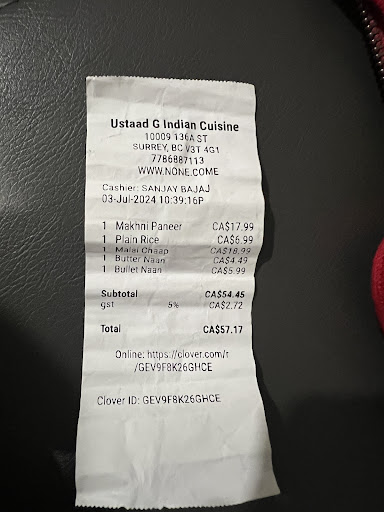 Ustaad G Indian Cuisine
10009 136A ST
SURREY, BC V3T 4G1
7786887113
WWW.NONE.COME
Cashier: SANJAY BAJAJ
03-Jul-2024 10:39:16P
1 Makhni Paneer CA$17.99
1 Plain Rice CA$6.99
1 Malai Chaap CA$18.99
1 Butter Naan CA$4.49
1 Bullet Naan CA$5.99
Subtotal CA$54.45
gst 5% CA$2.72
Total CA$57.17
Online: https://clover.com/r
/GEV9F8K26GHCE
Clover ID: GEV9F8K26GHCE